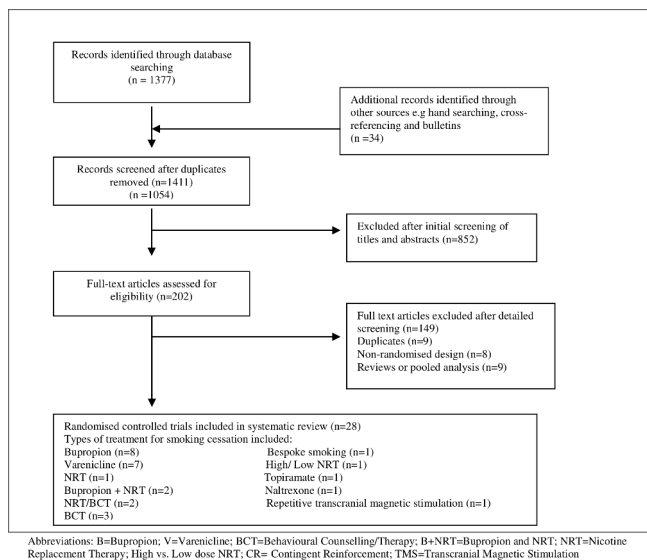 Records identified through database
searching
(n = 1377)
Additional records identified through
other sources e.g hand searching, cross-
referencing and bulletins
(n =34)
Records screened after duplicates
removed (n=1411)
(n =1054)
Excluded after initial screening of
titles and abstracts (n=852)
Full-text articles assessed for
eligibility (n=202)
Full text articles excluded after detailed
screening (n=149)
Duplicates (n=9)
Non-randomised design (n=8)
Reviews or pooled analysis (n=9)
Randomised controlled trials included in systematic review (n=28)
Types of treatment for smoking cessation included:
Bupropion (n=8)
Varenicline (n=7)
NRT (n=1)
Bupropion + NRT (n=2)
NRT/BCT (n=2)
BCT (n=3)
Bespoke smoking (n=1)
High/ Low NRT (n=1)
Topiramate (n=1)
Naltrexone (n=1)
Repetitive transcranial magnetic stimulation (n=1)
Abbreviations: B=Bupropion; V=Varenicline; BCT=Behavioural Counselling/Therapy; B+NRT=Bupropion and NRT; NRT=Nicotine
Replacement Therapy; High vs. Low dose NRT; CR= Contingent Reinforcement; TMS=Transcranial Magnetic Stimulation